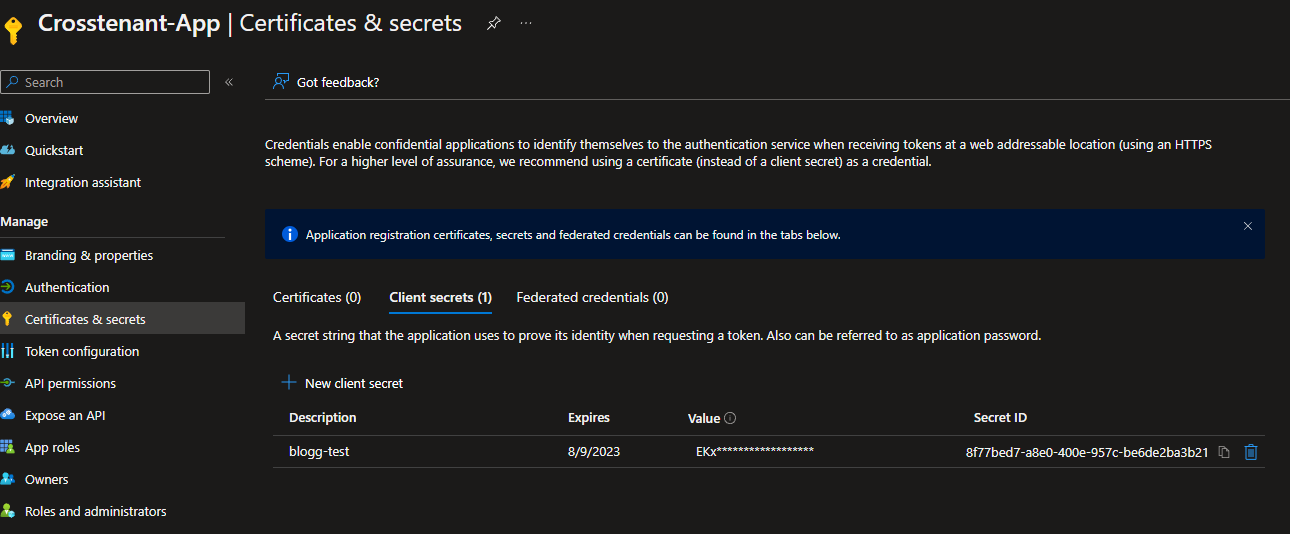 Crosstenant-App | Certificates & secrets
Search
Got feedback?
Overview
Quickstart
Integration assistant
Manage
Branding & properties
Authentication
Certificates & secrets
Token configuration
API permissions
Expose an API
App roles
Owners
Roles and administrators
Credentials enable confidential applications to identify themselves to the authentication service when receiving tokens at a web addressable location (using an HTTPS
scheme). For a higher level of assurance, we recommend using a certificate (instead of a client secret) as a credential.
Application registration certificates, secrets and federated credentials can be found in the tabs below.
Certificates (0) Client secrets (1) Federated credentials (0)
A secret string that the application uses to prove its identity when requesting a token. Also can be referred to as application password.
New client secret
Description Expires Value Secret ID
blogg-test 8/9/2023 EKx****************** 8f77bed7-a8e0-400e-957c-be6de2ba3b21